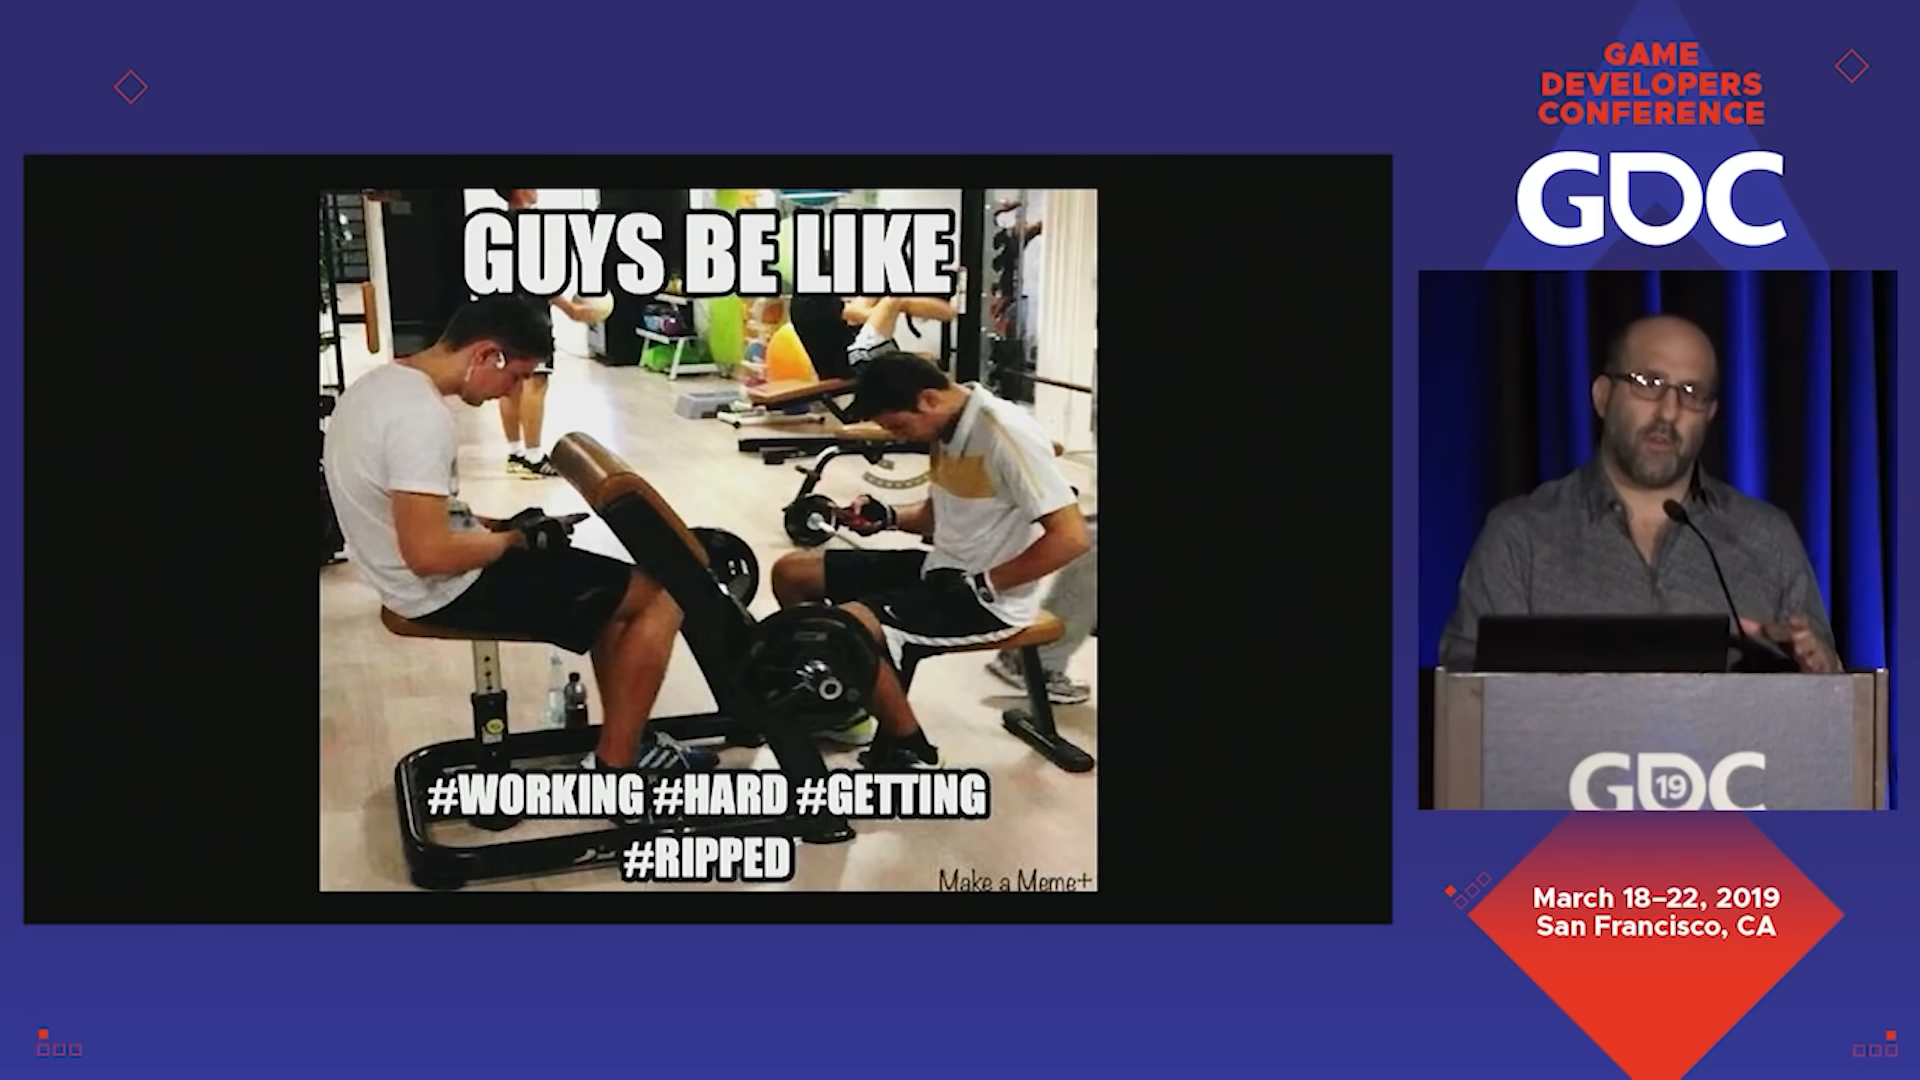 GUYS BE LIKE
#WORKING #HARD #GETTING
#RIPPED
Make a Meme+
GAME
DEVELOPERS
CONFERENCE
GDC
GDC
19
March 18–22, 2019
San Francisco, CA